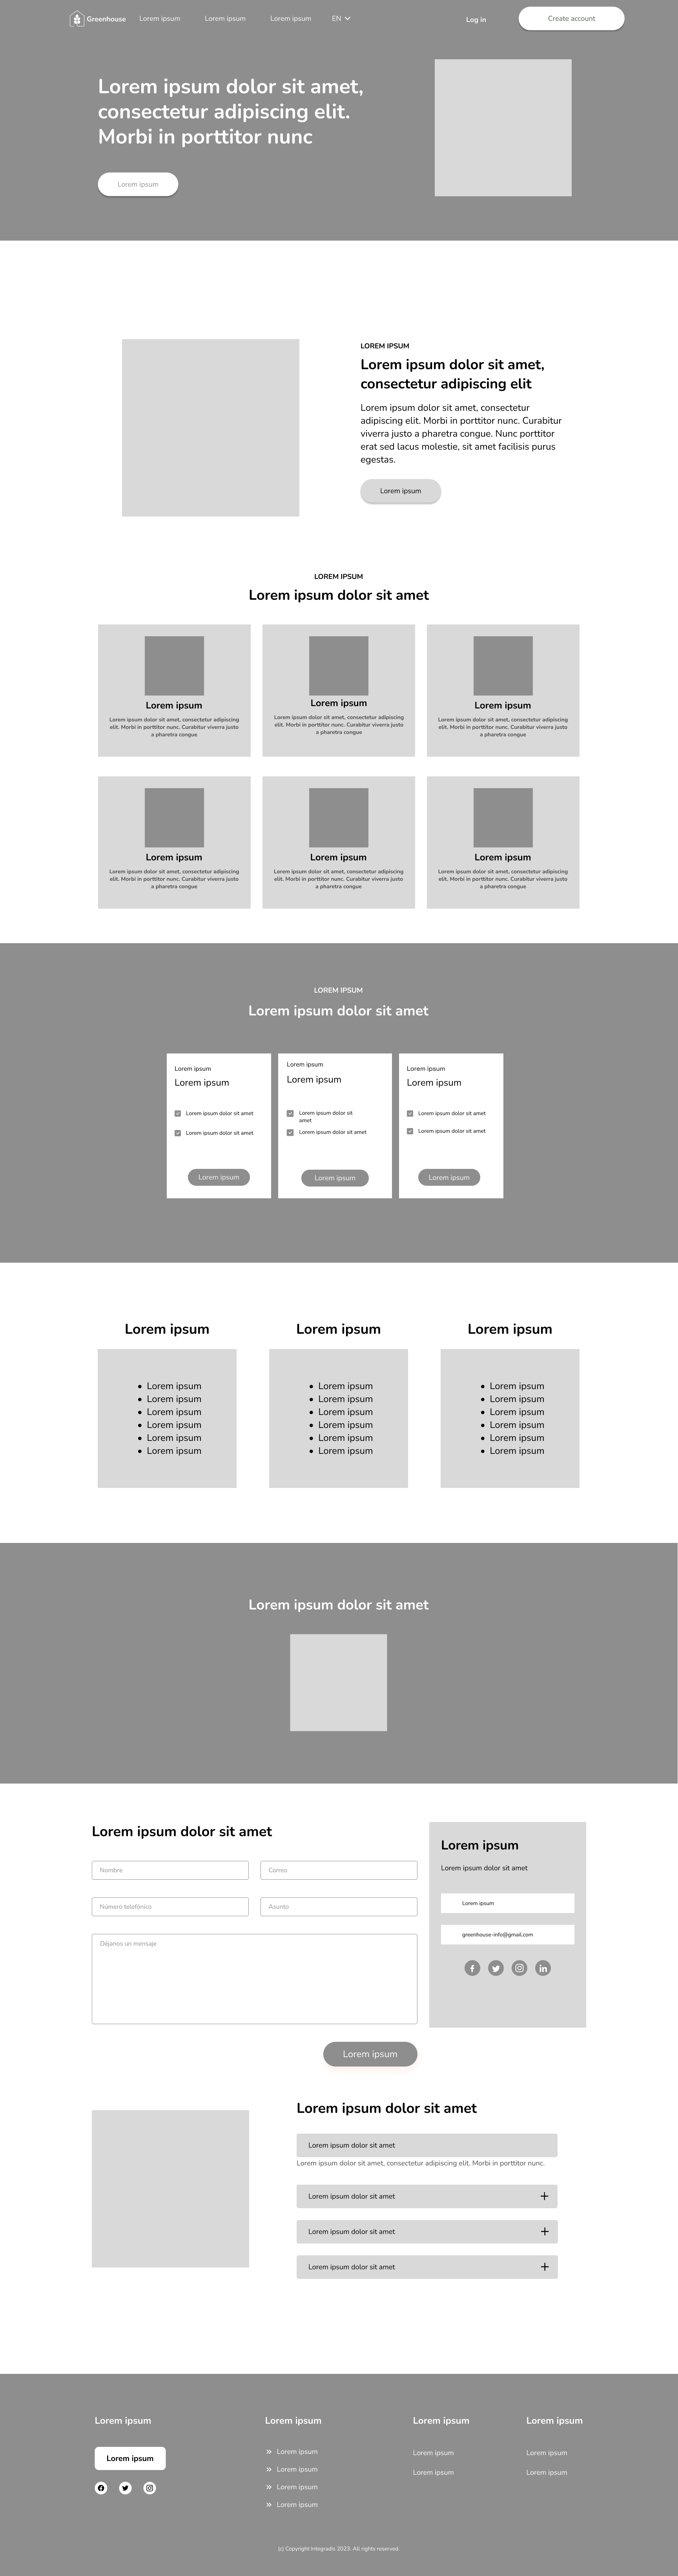 Greenhouse Lorem ipsum Lorem ipsum Lorem ipsum EN Log in Create account
Lorem ipsum dolor sit amet,
consectetur adipiscing elit.
Morbi in porttitor nunc
Lorem ipsum
LOREM IPSUM
Lorem ipsum dolor sit amet,
consectetur adipiscing elit
Lorem ipsum dolor sit amet, consectetur
adipiscing elit. Morbi in porttitor nunc. Curabitur
viverra justo a pharetra congue. Nunc porttitor
erat sed lacus molestie, sit amet facilisis purus
egestas.
Lorem ipsum
LOREM IPSUM
Lorem ipsum dolor sit amet
Lorem ipsum
Lorem ipsum dolor sit amet, consectetur adipiscing
elit. Morbi in porttitor nunc. Curabitur viverra justo
a pharetra congue
Lorem ipsum
Lorem ipsum dolor sit amet, consectetur adipiscing
elit. Morbi in porttitor nunc. Curabitur viverra justo
a pharetra congue
Lorem ipsum
Lorem ipsum dolor sit amet, consectetur adipiscing
elit. Morbi in porttitor nunc. Curabitur viverra justo
a pharetra congue
Lorem ipsum
Lorem ipsum dolor sit amet, consectetur adipiscing
elit. Morbi in porttitor nunc. Curabitur viverra justo
a pharetra congue
Lorem ipsum
Lorem ipsum dolor sit amet, consectetur adipiscing
elit. Morbi in porttitor nunc. Curabitur viverra justo
a pharetra congue
Lorem ipsum
Lorem ipsum dolor sit amet, consectetur adipiscing
elit. Morbi in porttitor nunc. Curabitur viverra justo
a pharetra congue
LOREM IPSUM
Lorem ipsum dolor sit amet
Lorem ipsum
Lorem ipsum
Lorem ipsum dolor sit amet
Lorem ipsum dolor sit amet
Lorem ipsum
Lorem ipsum
Lorem ipsum
Lorem ipsum dolor sit
amet
Lorem ipsum dolor sit amet
Lorem ipsum
Lorem ipsum
Lorem ipsum
Lorem ipsum dolor sit amet
Lorem ipsum dolor sit amet
Lorem ipsum
Lorem ipsum
• Lorem ipsum
• Lorem ipsum
• Lorem ipsum
• Lorem ipsum
• Lorem ipsum
• Lorem ipsum
Lorem ipsum
• Lorem ipsum
• Lorem ipsum
• Lorem ipsum
• Lorem ipsum
• Lorem ipsum
• Lorem ipsum
Lorem ipsum
• Lorem ipsum
• Lorem ipsum
• Lorem ipsum
• Lorem ipsum
• Lorem ipsum
• Lorem ipsum
Lorem ipsum dolor sit amet
Lorem ipsum dolor sit amet
Nombre
Correo
Número telefónico
Asunto
Déjanos un mensaje
Lorem ipsum
Lorem ipsum
Lorem ipsum dolor sit amet
Lorem ipsum
greenhouse-info@gmail.com
Lorem ipsum dolor sit amet
Lorem ipsum dolor sit amet
Lorem ipsum dolor sit amet, consectetur adipiscing elit. Morbi in porttitor nunc.
Lorem ipsum dolor sit amet
Lorem ipsum dolor sit amet
Lorem ipsum dolor sit amet
Lorem ipsum
Lorem ipsum
Lorem ipsum
Lorem ipsum
Lorem ipsum
Lorem ipsum
Lorem ipsum
Lorem ipsum
Lorem ipsum
Lorem ipsum
Lorem ipsum
Lorem ipsum
Lorem ipsum
(c) Copyright Integradis 2023. All rights reserved.